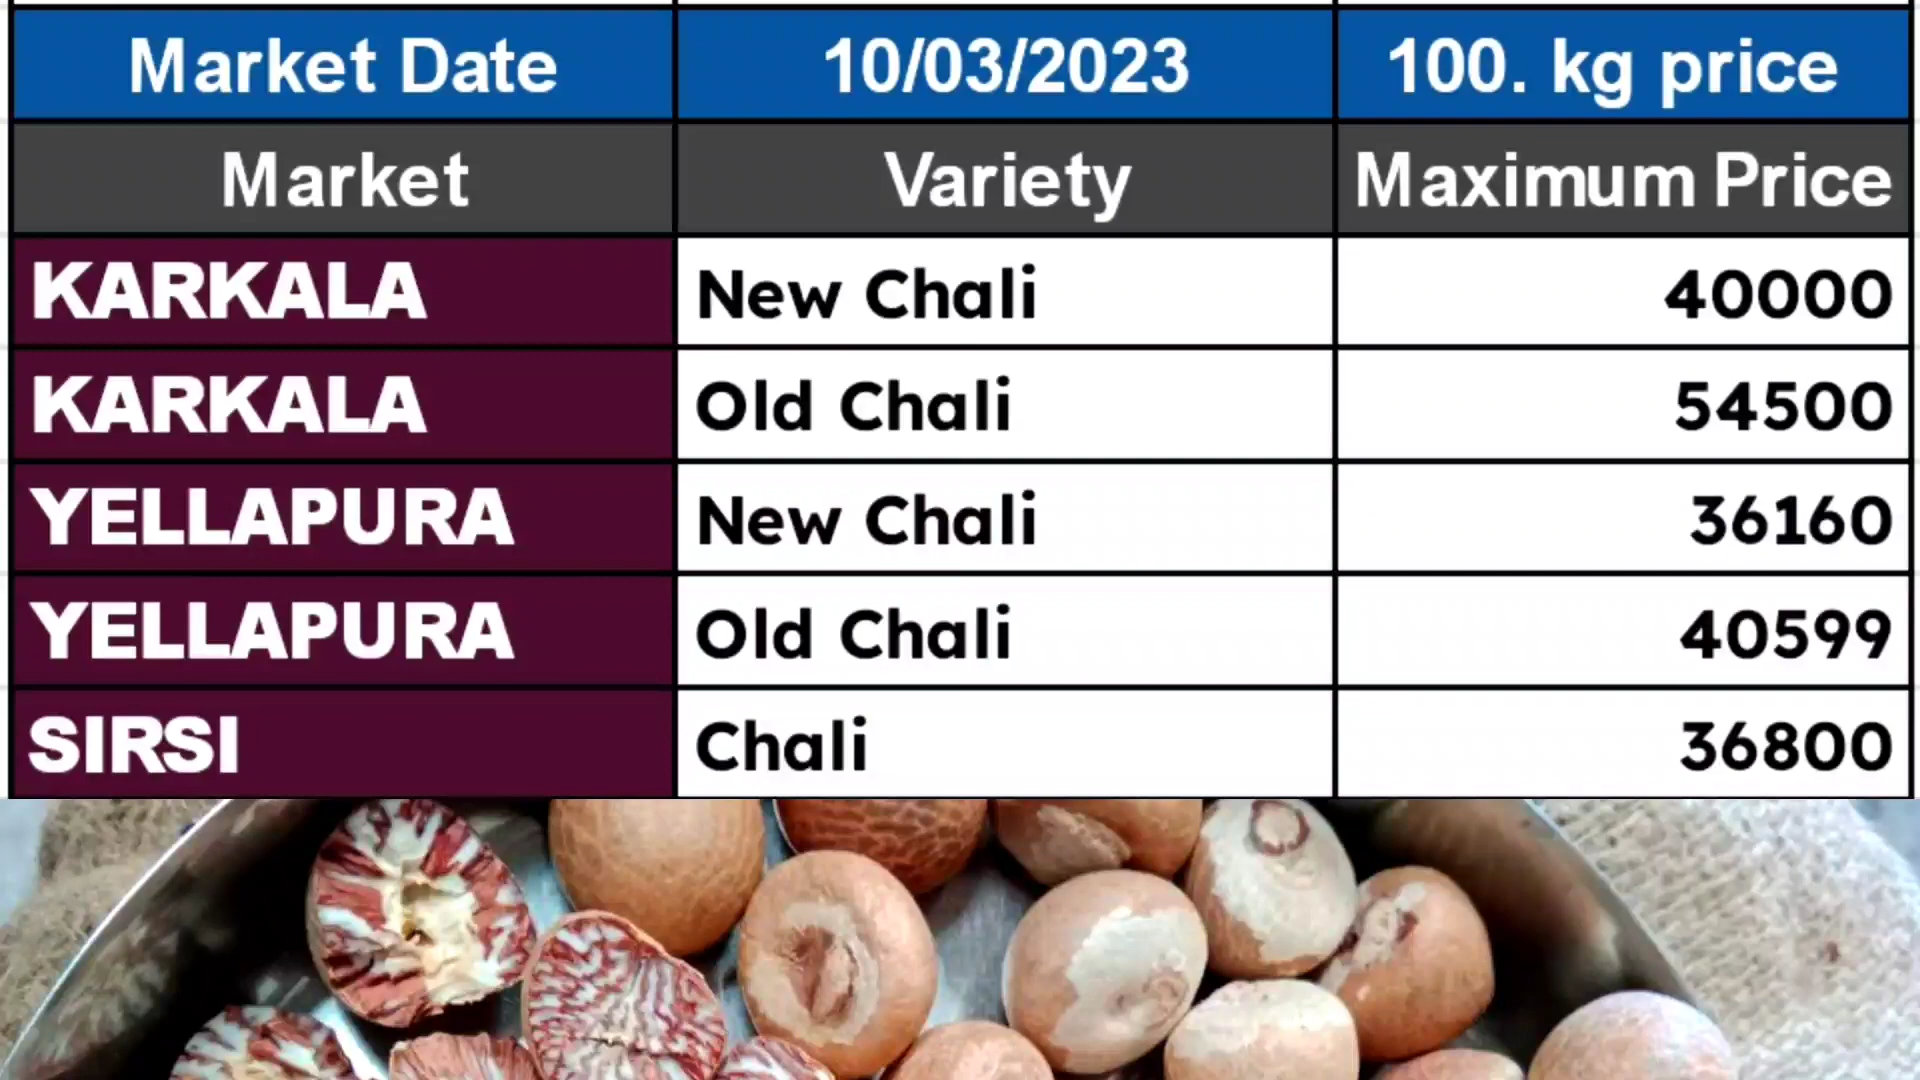 Market Date 10/03/2023 100. kg price
Market Variety Maximum Price
KARKALA New Chali 40000
KARKALA Old Chali 54500
YELLAPURA New Chali 36160
YELLAPURA Old Chali 40599
SIRSI Chali 36800